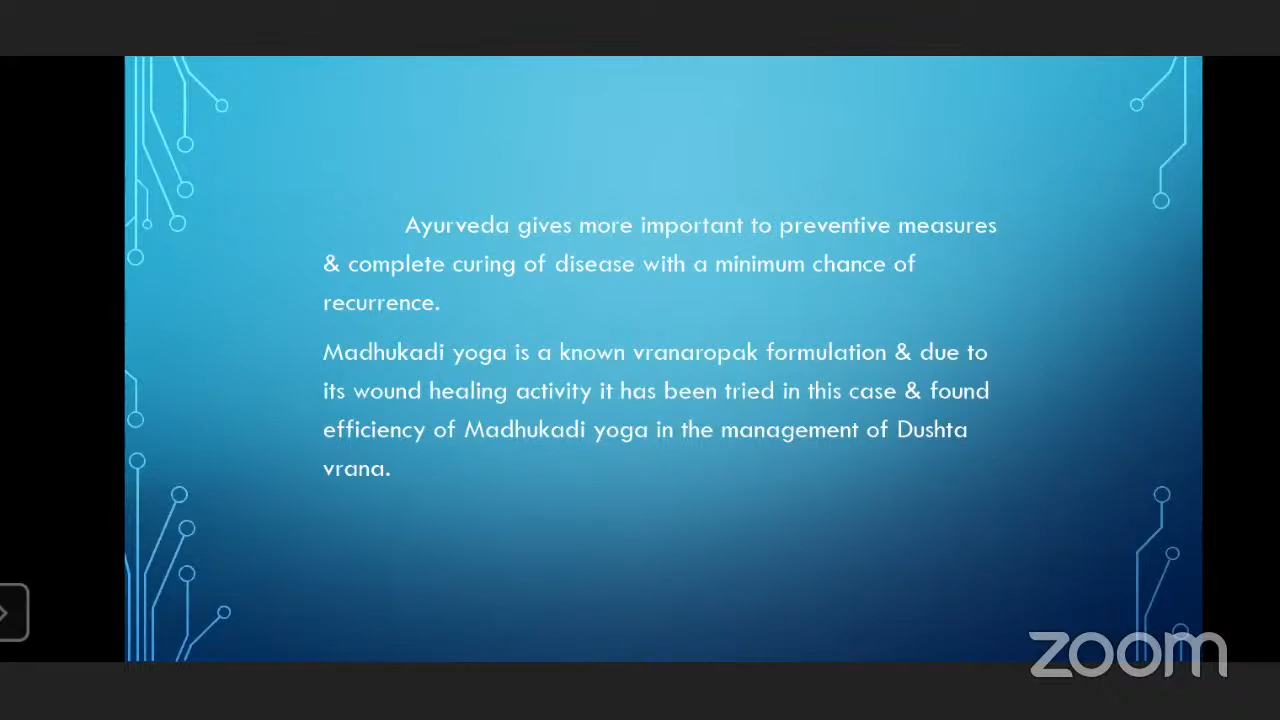 Ayurveda gives more important to preventive measures
& complete curing of disease with a minimum chance of
recurrence.
Madhukadi yoga is a known vranaropak formulation & due to
its wound healing activity it has been tried in this case & found
efficiency of Madhukadi yoga in the management of Dushta
vrana.
zoom